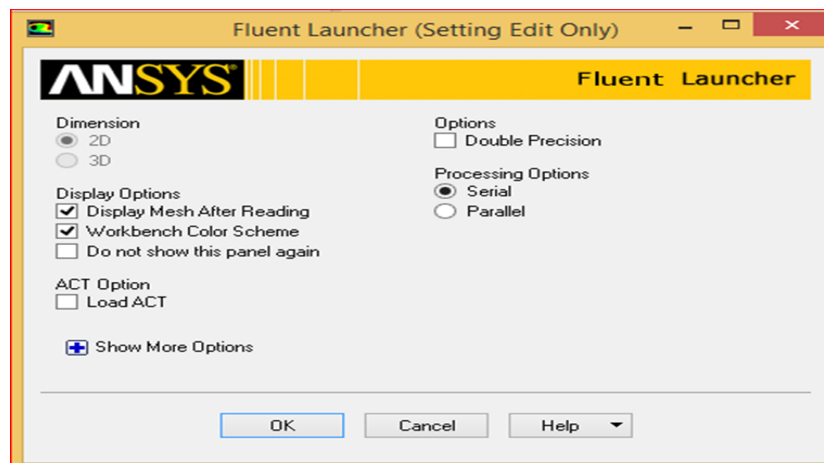 Fluent Launcher (Setting Edit Only)
ANSYS
Fluent Launcher
Dimension
2D
3D
Display Options
Display Mesh After Reading
Workbench Color Scheme
Do not show this panel again
ACT Option
Load ACT
Show More Options
Options
Double Precision
Processing Options
Serial
Parallel
OK
Cancel
Help